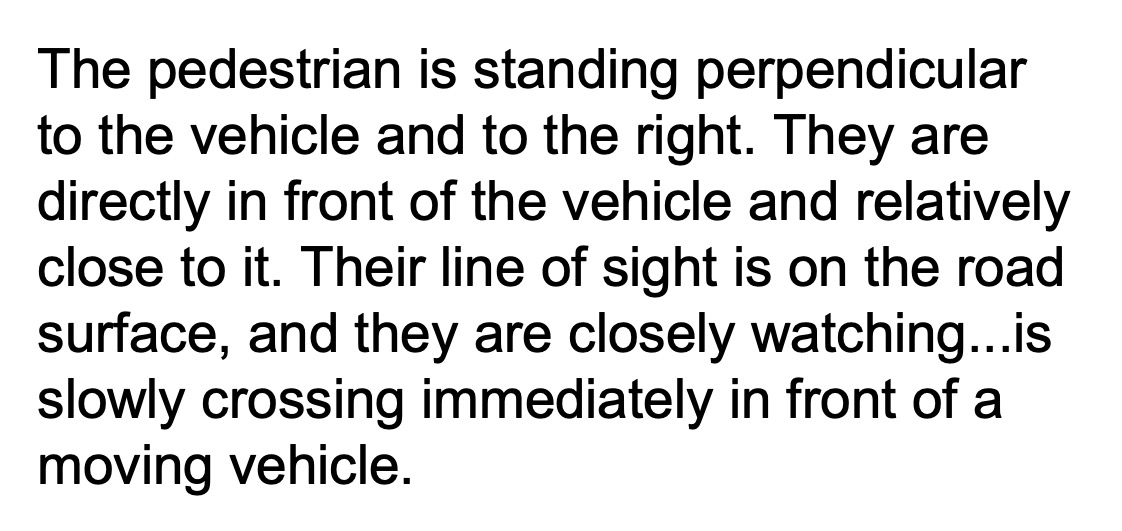 The pedestrian is standing perpendicular
to the vehicle and to the right. They are
directly in front of the vehicle and relatively
close to it. Their line of sight is on the road
surface, and they are closely watching...is
slowly crossing immediately in front of a
moving vehicle.